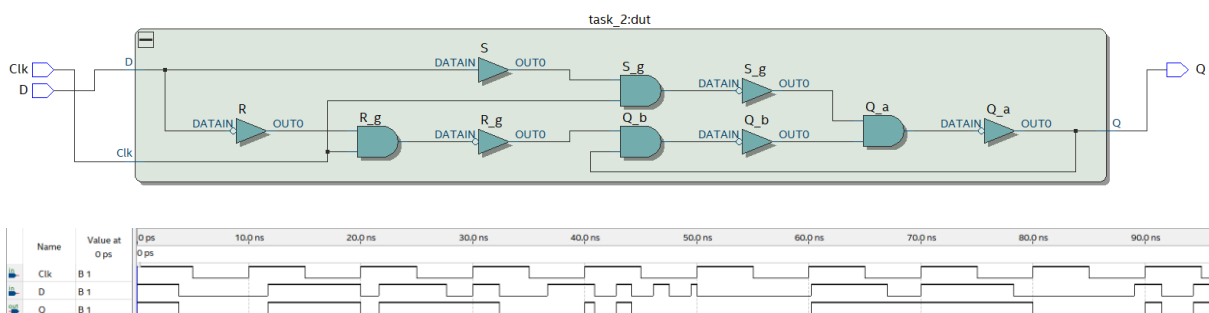 task_2:dut
Clk
D
D
S
DATAIN OUT0
S_g
DATAIN S_g OUT0
Q
R
DATAIN OUT0
R_g
R_g
DATAIN OUT0
Q_b
Q_b
DATAIN OUT0
Q_a
Q_a
DATAIN OUT0
Q
Clk
Name
Value at
0 ps
0 ps 10.0 ns 20.0 ns 30.0 ns 40.0 ns 50.0 ns 60.0 ns 70.0 ns 80.0 ns 90.0 ns
0 ps
in Clk B 1
in D B 1
out Q B 1